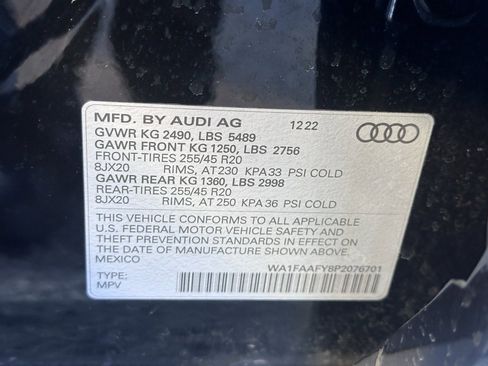 MFD. BY AUDI AG 12 22
GVWR KG 2490, LBS 5489
GAWR FRONT KG 1250, LBS 2756
FRONT-TIRES 255/45 R20
8JX20 RIMS, AT 230 KPA 33 PSI COLD
GAWR REAR KG 1360, LBS 2998
REAR-TIRES 255/45 R20
8JX20 RIMS, AT 250 KPA 36 PSI COLD
THIS VEHICLE CONFORMS TO ALL APPLICABLE
U.S. FEDERAL MOTOR VEHICLE SAFETY AND
THEFT PREVENTION STANDARDS IN EFFECT ON
THE DATE OF MANUFACTURE SHOWN ABOVE.
MEXICO
WA1FAAFY8P2076701
TYPE:
MPV